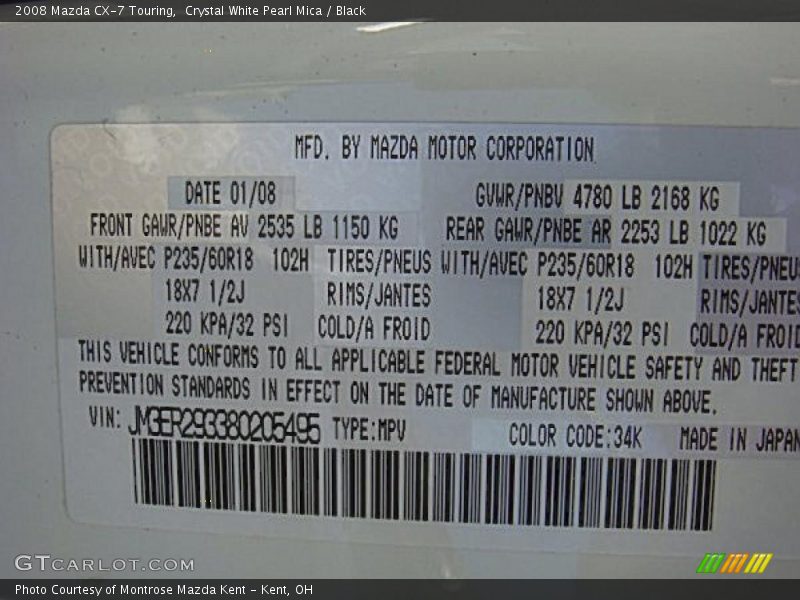 2008 Mazda CX-7 Touring, Crystal White Pearl Mica / Black
MFD. BY MAZDA MOTOR CORPORATION
DATE 01/08 GVWR/PNBV 4780 LB 2168 KG
FRONT GAWR/PNBE AV 2535 LB 1150 KG REAR GAWR/PNBE AR 2253 LB 1022 KG
WITH/AVEC P235/60R18 102H TIRES/PNEUS WITH/AVEC P235/60R18 102H TIRES/PNEU
18X7 1/2J RIMS/JANTES 18X7 1/2J RIMS/JANTES
220 KPA/32 PSI COLD/A FROID 220 KPA/32 PSI COLD/A FROID
THIS VEHICLE CONFORMS TO ALL APPLICABLE FEDERAL MOTOR VEHICLE SAFETY AND THEFT
PREVENTION STANDARDS IN EFFECT ON THE DATE OF MANUFACTURE SHOWN ABOVE.
VIN: JM3ER293380205495 TYPE:MPV COLOR CODE:34K MADE IN JAPAN
GTCARLOT.COM
Photo Courtesy of Montrose Mazda Kent - Kent, OH